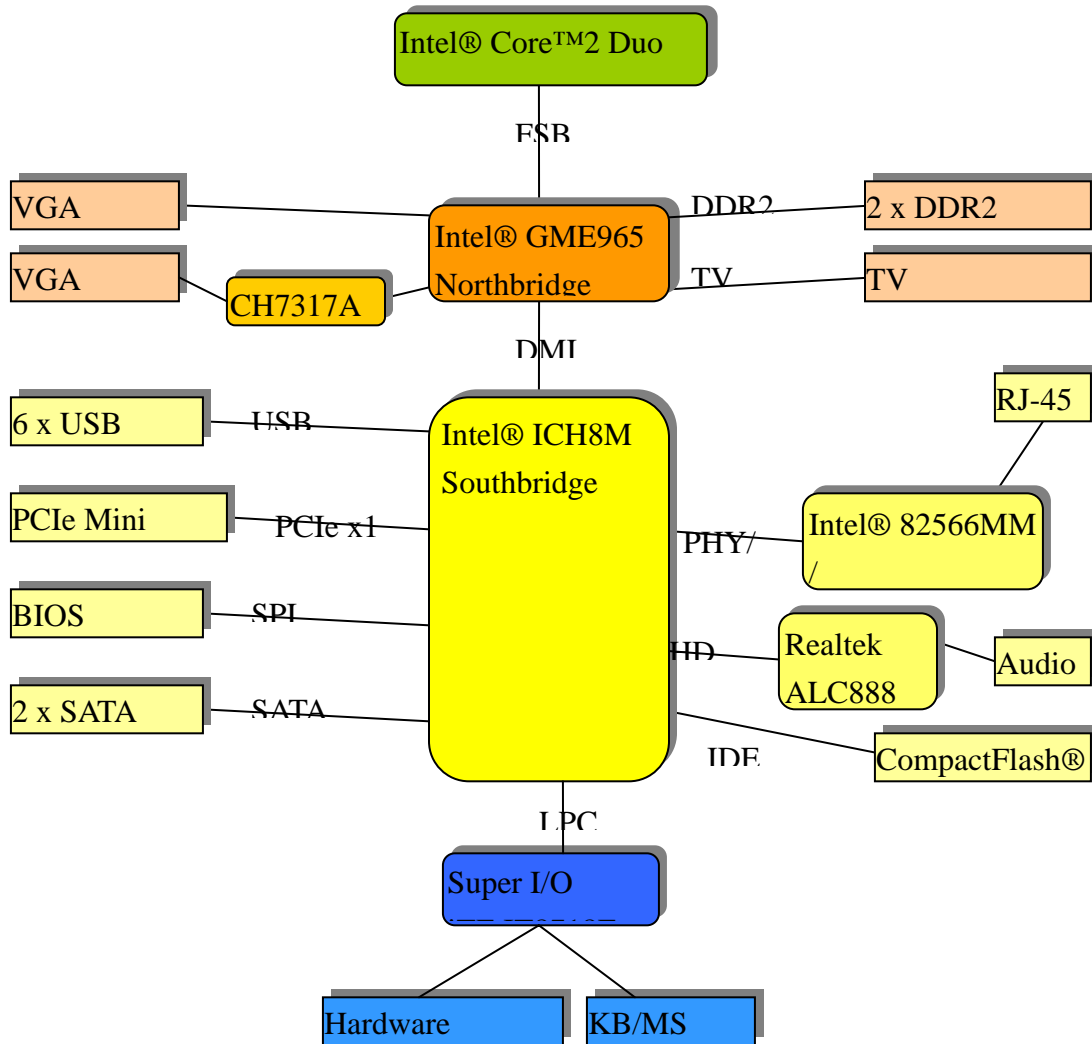 Intel® Core™2 Duo
FSB
VGA
DDR2
2 x DDR2
Intel® GME965
Northbridge
VGA
CH7317A
TV
TV
DMI
RJ-45
6 x USB
USB
Intel® ICH8M
Southbridge
PCIe Mini
PCIe x1
PHY/
Intel® 82566MM
/
BIOS
SPI
HD
Realtek
ALC888
Audio
2 x SATA
SATA
IDE
CompactFlash®
LPC
Super I/O
Hardware
KB/MS